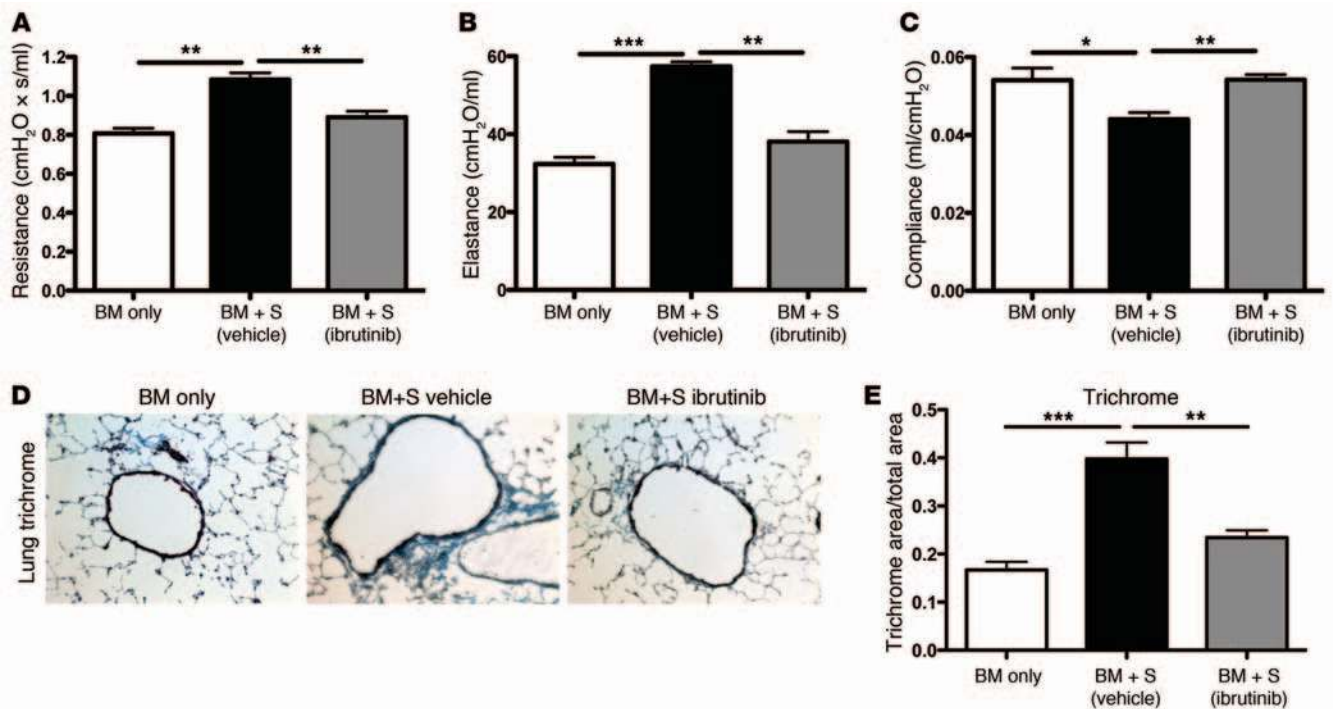 A
Resistance (cmH2O × s/ml)
1.2
1.0
0.8
0.6
0.4
0.2
0.0
**
**
BM only
BM + S
(vehicle)
BM + S
(ibrutinib)
B
Elastance (cmH2O/ml)
60
40
20
0
***
**
BM only
BM + S
(vehicle)
BM + S
(ibrutinib)
C
Compliance (ml/cmH2O)
0.06
0.04
0.02
0.00
*
**
BM only
BM + S
(vehicle)
BM + S
(ibrutinib)
D
BM only
BM+S vehicle
BM+S ibrutinib
Lung trichrome
E
Trichrome
Trichrome area/total area
0.5
0.4
0.3
0.2
0.1
0.0
***
**
BM only
BM + S
(vehicle)
BM + S
(ibrutinib)